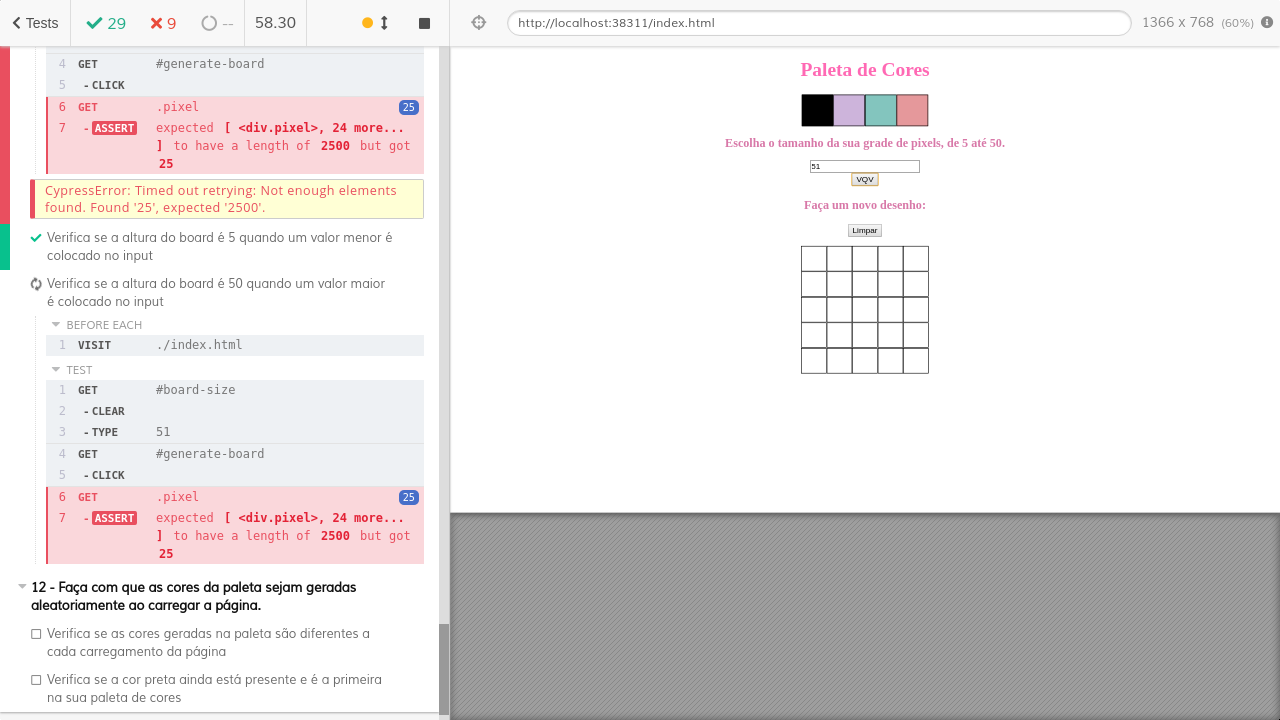 Tests
29
9
--
58.30
http://localhost:38311/index.html
1366 x 768 (60%)
4 GET #generate-board
5 - CLICK
6 GET .pixel 25
7 - ASSERT expected [ <div.pixel>, 24 more...
] to have a length of 2500 but got
25
CypressError: Timed out retrying: Not enough elements
found. Found '25', expected '2500'.
Verifica se a altura do board é 5 quando um valor menor é
colocado no input
Verifica se a altura do board é 50 quando um valor maior
é colocado no input
BEFORE EACH
1 VISIT ./index.html
TEST
1 GET #board-size
2 - CLEAR
3 - TYPE 51
4 GET #generate-board
5 - CLICK
6 GET .pixel 25
7 - ASSERT expected [ <div.pixel>, 24 more...
] to have a length of 2500 but got
25
12 - Faça com que as cores da paleta sejam geradas
aleatoriamente ao carregar a página.
Verifica se as cores geradas na paleta são diferentes a
cada carregamento da página
Verifica se a cor preta ainda está presente e é a primeira
na sua paleta de cores
Paleta de Cores
Escolha o tamanho da sua grade de pixels, de 5 até 50.
51
VQV
Faça um novo desenho:
Limpar